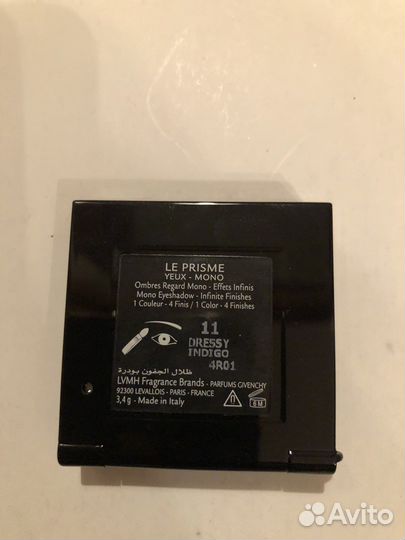 LE PRISME
YEUX - MONO
Ombres Regard Mono - Effets Infinis
Mono Eyeshadow - Infinite Finishes
1 Couleur - 4 Finis / 1 Color - 4 Finishes
11
DRESSY
INDIGO
4R01
ظلال الجفون بودرة
LVMH Fragrance Brands - PARFUMS GIVENCHY
92300 LEVALLOIS - PARIS - FRANCE
3,4 g - Made in Italy
6M
Avito